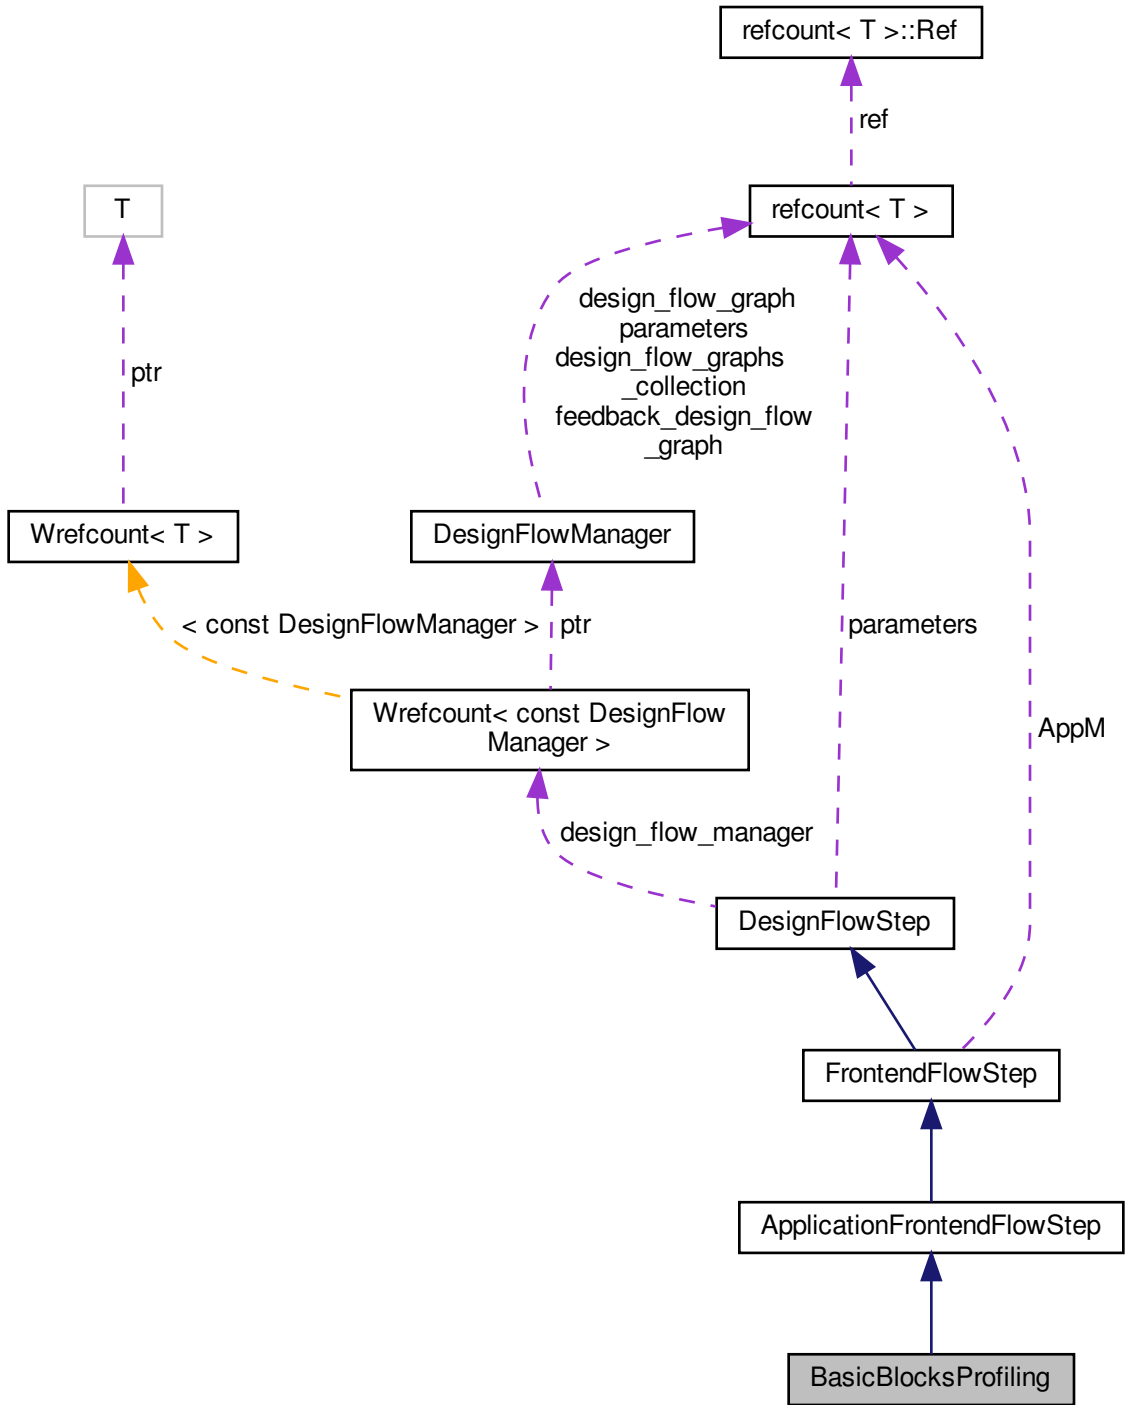 refcount< T >::Ref
ref
T
refcount< T >
design_flow_graph
parameters
design_flow_graphs
_collection
feedback_design_flow
_graph
ptr
Wrefcount< T >
DesignFlowManager
< const DesignFlowManager >
ptr
parameters
Wrefcount< const DesignFlow
Manager >
AppM
design_flow_manager
DesignFlowStep
FrontendFlowStep
ApplicationFrontendFlowStep
BasicBlocksProfiling